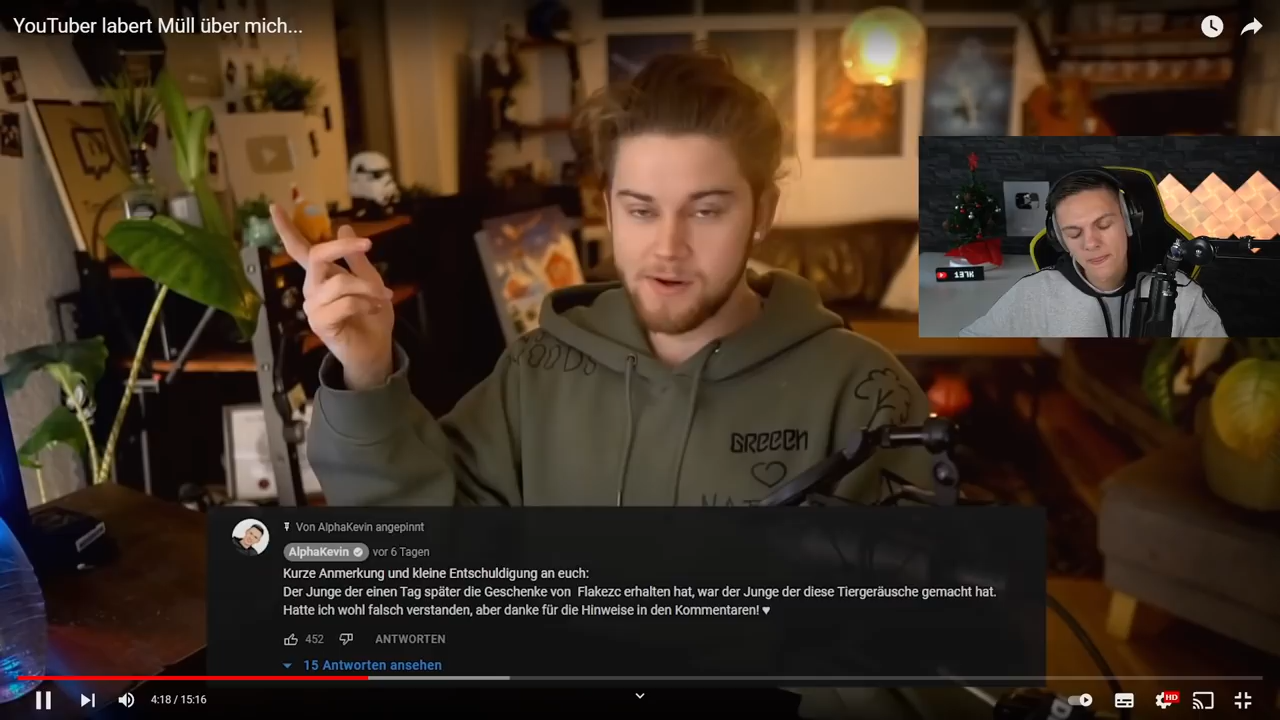 YouTuber labert Müll über mich...
137K
GREEEN
Von AlphaKevin angepinnt
AlphaKevin vor 6 Tagen
Kurze Anmerkung und kleine Entschuldigung an euch:
Der Junge der einen Tag später die Geschenke von Flakezc erhalten hat, war der Junge der diese Tiergeräusche gemacht hat.
Hatte ich wohl falsch verstanden, aber danke für die Hinweise in den Kommentaren! ♥
452 ANTWORTEN
15 Antworten ansehen
4:18 / 15:16
HD